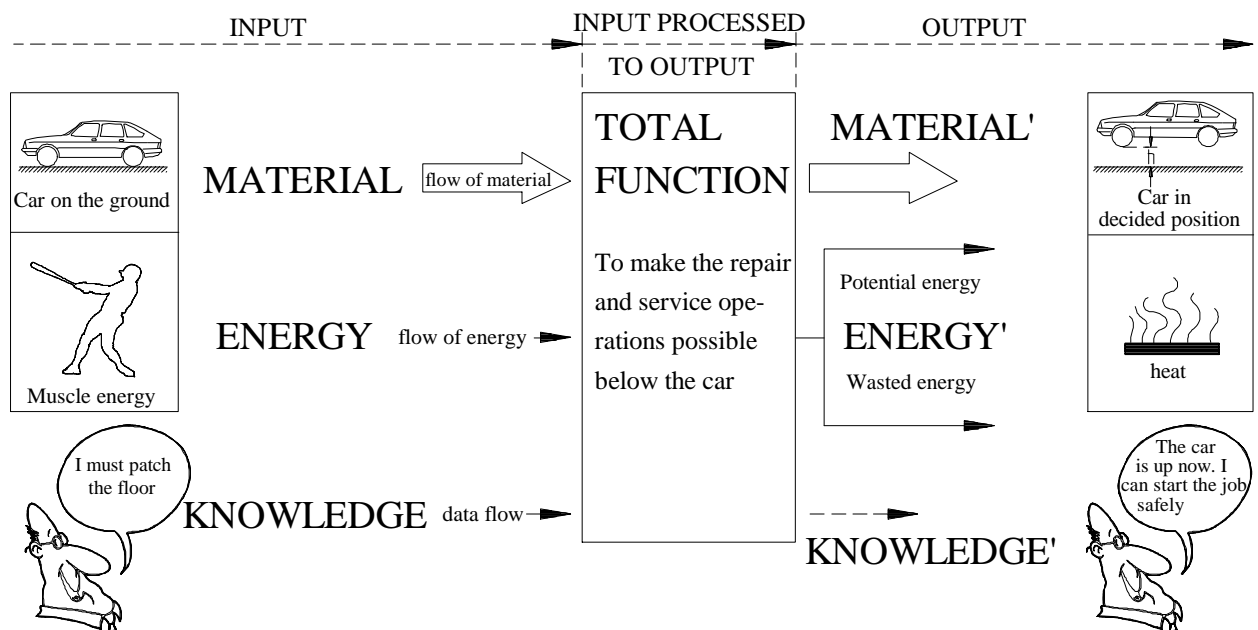 INPUT
INPUT PROCESSED
TO OUTPUT
OUTPUT
Car on the ground
MATERIAL
flow of material
TOTAL
FUNCTION
MATERIAL'
h
Car in
decided position
Muscle energy
ENERGY
flow of energy
To make the repair
and service ope-
rations possible
below the car
Potential energy
ENERGY'
Wasted energy
heat
I must patch
the floor
KNOWLEDGE
data flow
KNOWLEDGE'
The car
is up now. I
can start the job
safely